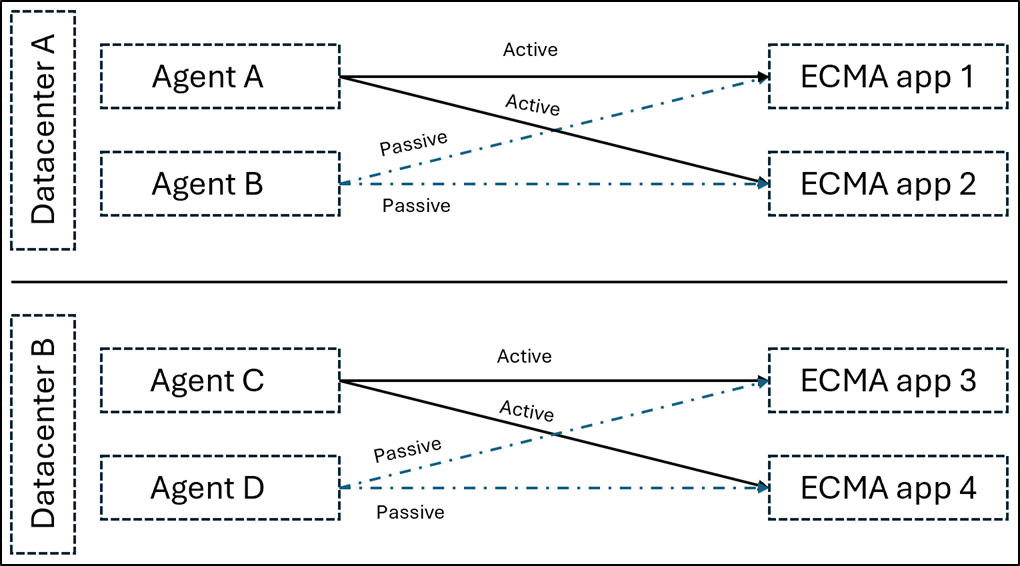 Datacenter A
Agent A
Active
ECMA app 1
Active
Passive
Agent B
Passive
ECMA app 2
Datacenter B
Agent C
Active
ECMA app 3
Active
Passive
Agent D
Passive
ECMA app 4